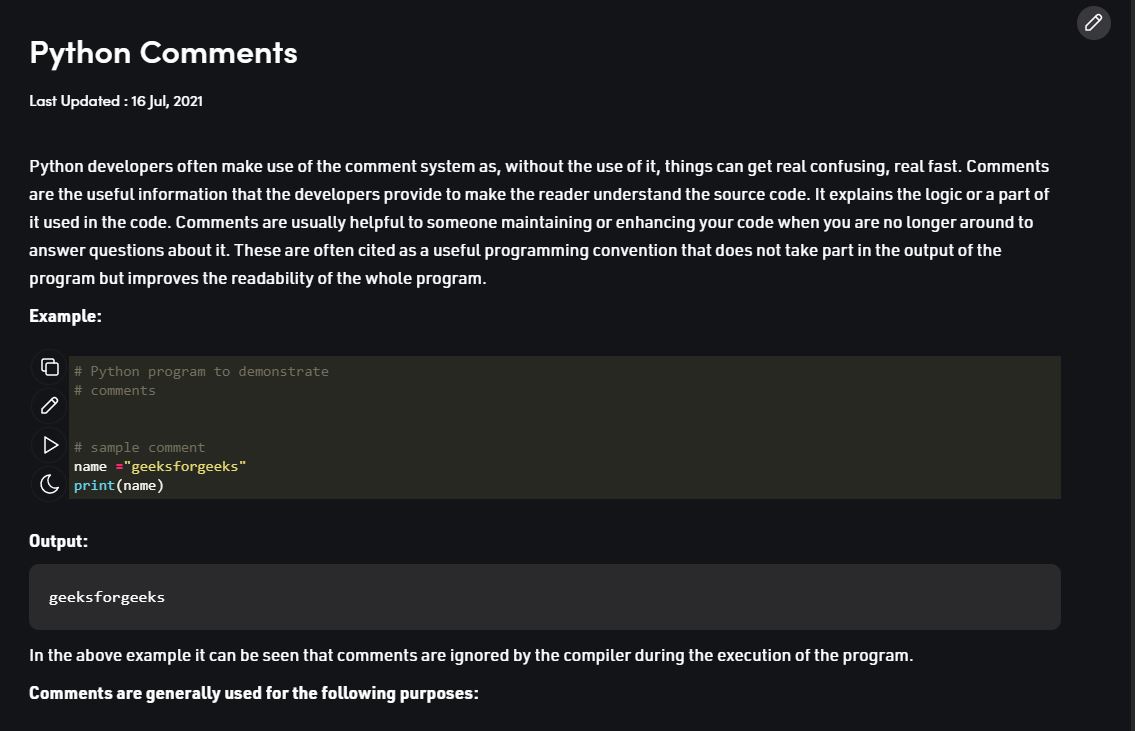 Python Comments
Last Updated : 16 Jul, 2021
Python developers often make use of the comment system as, without the use of it, things can get real confusing, real fast. Comments
are the useful information that the developers provide to make the reader understand the source code. It explains the logic or a part of
it used in the code. Comments are usually helpful to someone maintaining or enhancing your code when you are no longer around to
answer questions about it. These are often cited as a useful programming convention that does not take part in the output of the
program but improves the readability of the whole program.
Example:
# Python program to demonstrate
# comments
# sample comment
name ="geeksforgeeks"
print(name)
Output:
geeksforgeeks
In the above example it can be seen that comments are ignored by the compiler during the execution of the program.
Comments are generally used for the following purposes: